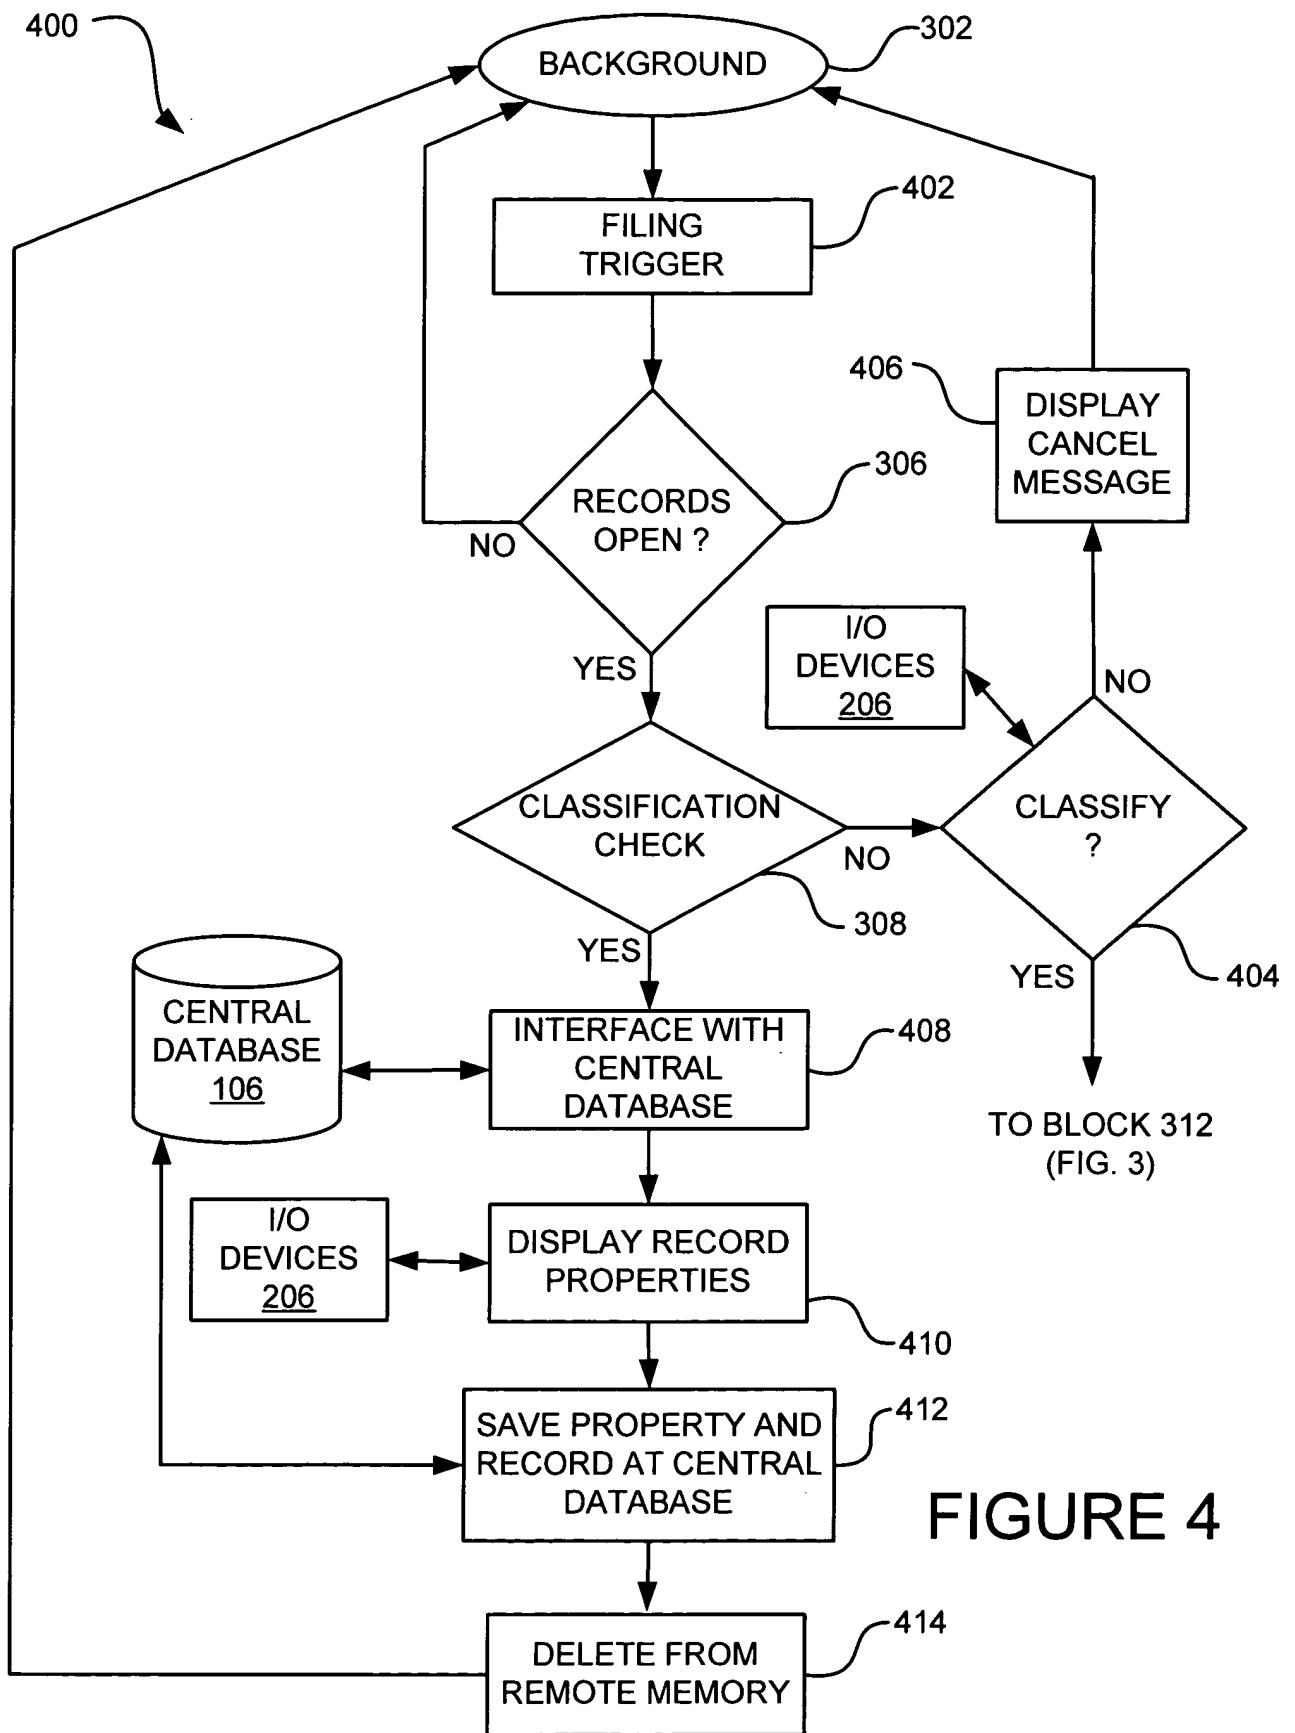 400
BACKGROUND
302
FILING
TRIGGER
402
RECORDS
OPEN ?
306
NO
YES
406
DISPLAY
CANCEL
MESSAGE
I/O
DEVICES
206
NO
CLASSIFICATION
CHECK
NO
308
YES
CLASSIFY
?
YES
404
TO BLOCK 312
(FIG. 3)
CENTRAL
DATABASE
106
INTERFACE WITH
CENTRAL
DATABASE
408
I/O
DEVICES
206
DISPLAY RECORD
PROPERTIES
410
SAVE PROPERTY AND
RECORD AT CENTRAL
DATABASE
412
FIGURE 4
DELETE FROM
REMOTE MEMORY
414